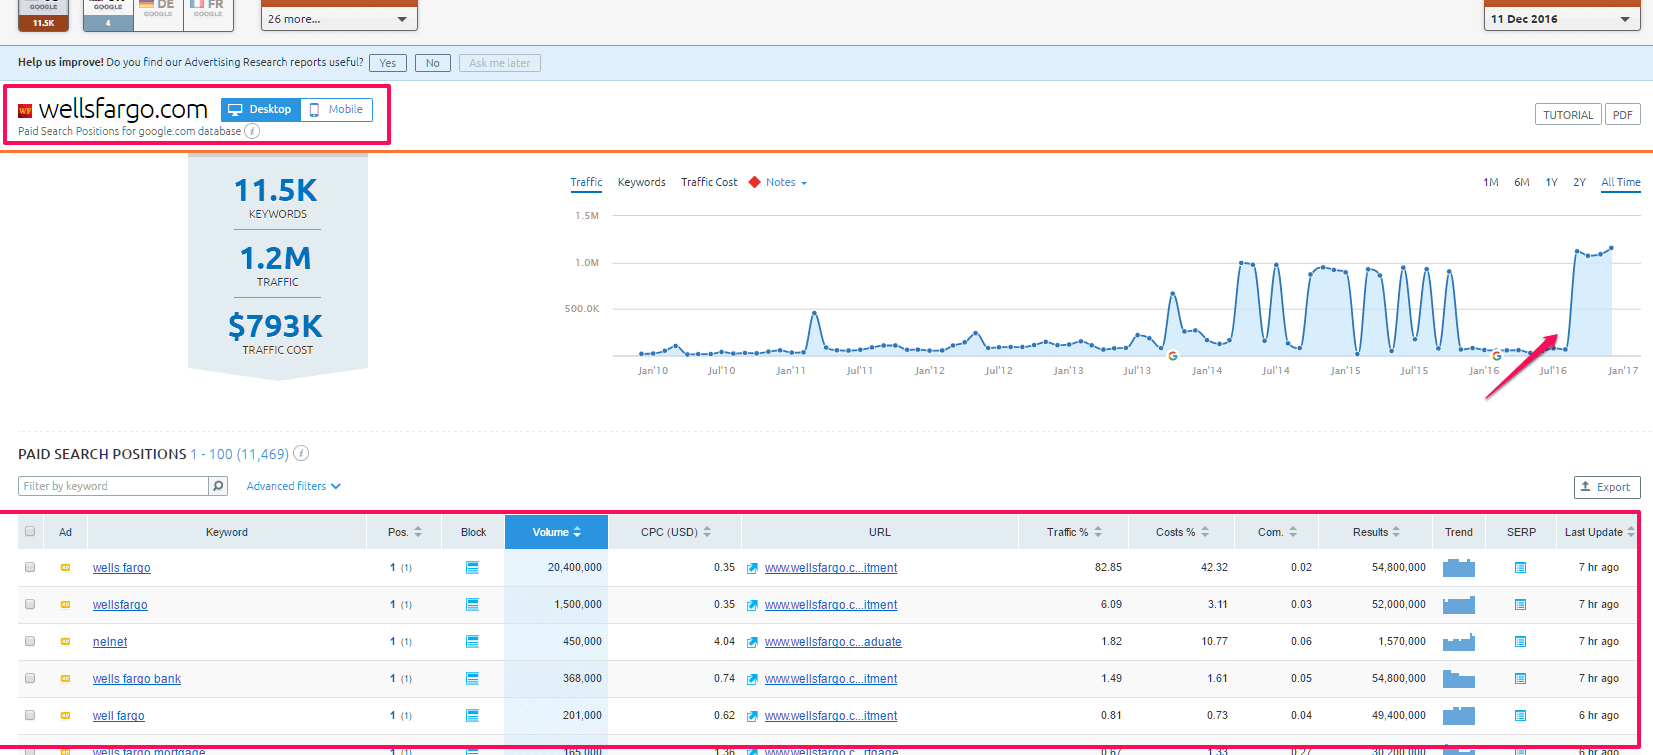 GOOGLE GOOGLE DE GOOGLE FR GOOGLE
11.5K 4
26 more...
11 Dec 2016
Help us improve! Do you find our Advertising Research reports useful? Yes No Ask me later
WF wellsfargo.com Desktop Mobile
Paid Search Positions for google.com database i
TUTORIAL PDF
11.5K
KEYWORDS
1.2M
TRAFFIC
$793K
TRAFFIC COST
Traffic Keywords Traffic Cost Notes 1M 6M 1Y 2Y All Time
1.5M
1.0M
500.0K
G G
Jan'10 Jul'10 Jan'11 Jul'11 Jan'12 Jul'12 Jan'13 Jul'13 Jan'14 Jul'14 Jan'15 Jul'15 Jan'16 Jul'16 Jan'17
PAID SEARCH POSITIONS 1 - 100 (11,469) i
Filter by keyword Advanced filters Export
Ad Keyword Pos. Block Volume CPC (USD) URL Traffic % Costs % Com. Results Trend SERP Last Update
AD wells fargo 1 (1) 20,400,000 0.35 www.wellsfargo.c...itment 82.85 42.32 0.02 54,800,000 7 hr ago
AD wellsfargo 1 (1) 1,500,000 0.35 www.wellsfargo.c...itment 6.09 3.11 0.03 52,000,000 7 hr ago
AD nelnet 1 (1) 450,000 4.04 www.wellsfargo.c...aduate 1.82 10.77 0.06 1,570,000 7 hr ago
AD wells fargo bank 1 (1) 368,000 0.74 www.wellsfargo.c...itment 1.49 1.61 0.05 54,800,000 7 hr ago
AD well fargo 1 (1) 201,000 0.62 www.wellsfargo.c...itment 0.81 0.73 0.04 49,400,000 6 hr ago
AD wells fargo mortgage 1 (1) 165,000 1.36 www.wellsfargo.c...rtgage 0.67 1.33 0.27 30,200,000 7 hr ago